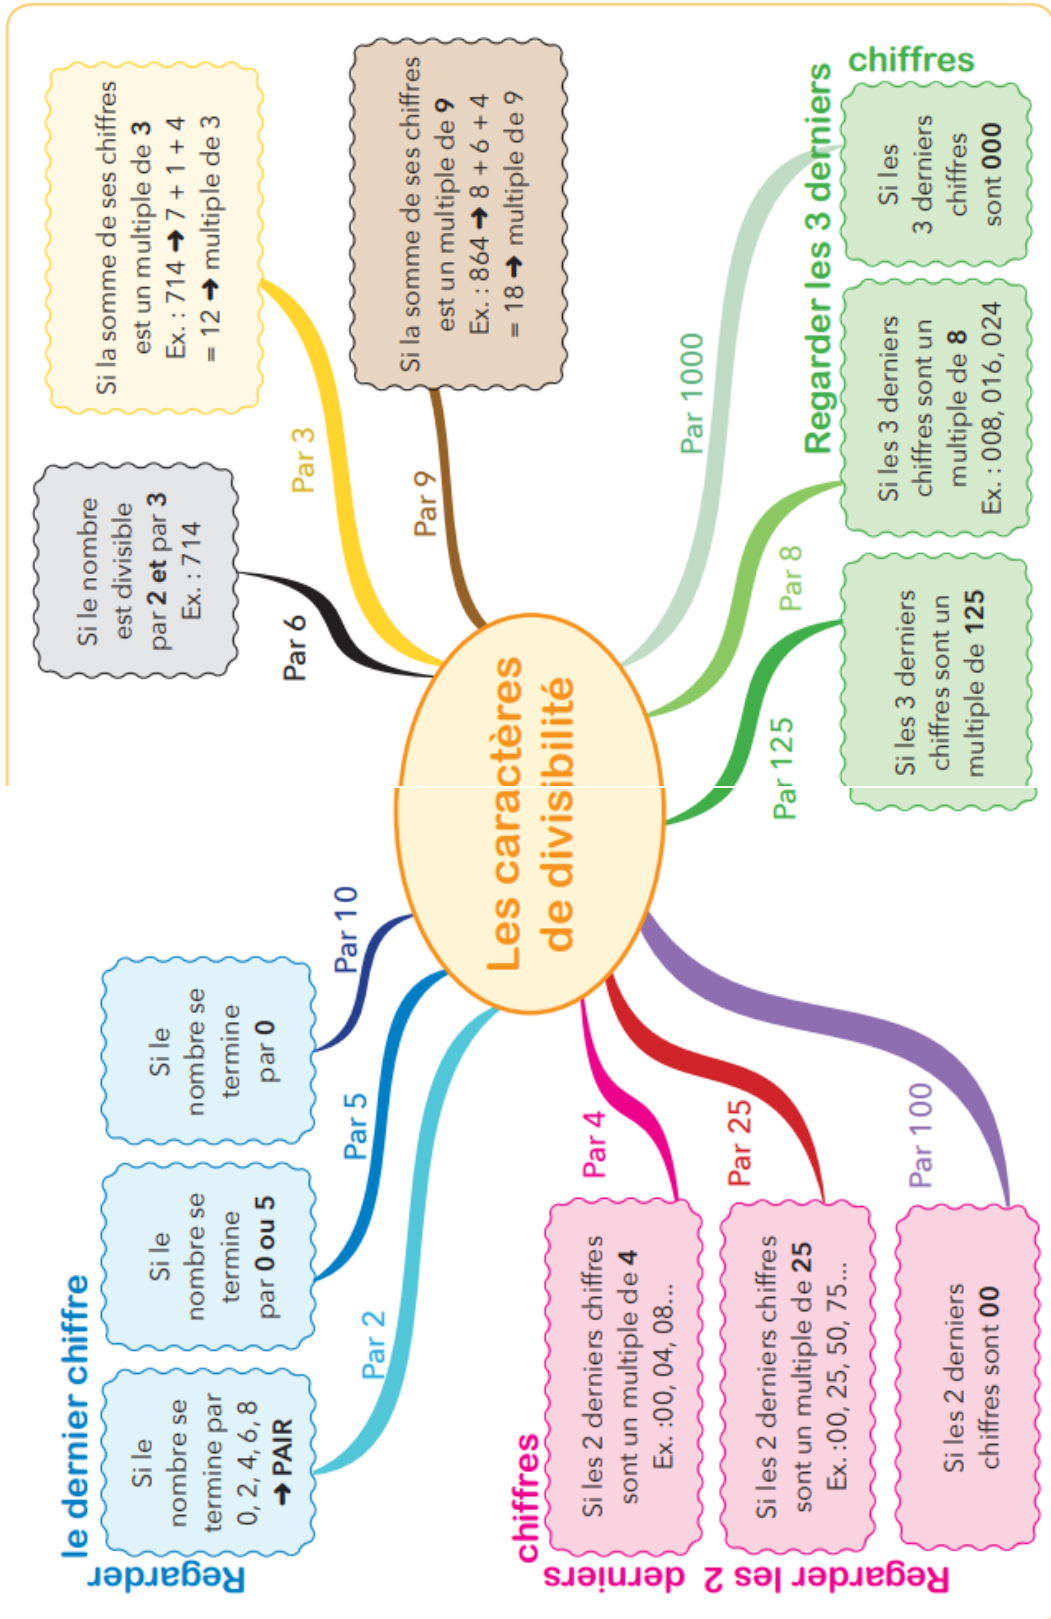 Les caractères
de divisibilité
Regarder
le dernier chiffre
Par 2
Si le
nombre se
termine par
0, 2, 4, 6, 8
➜ PAIR
Par 5
Si le
nombre se
termine
par 0 ou 5
Par 10
Si le
nombre se
termine
par 0
Par 6
Si le nombre
est divisible
par 2 et par 3
Ex. : 714
Par 3
Si la somme de ses chiffres
est un multiple de 3
Ex. : 714 ➜ 7 + 1 + 4
= 12 ➜ multiple de 3
Par 9
Si la somme de ses chiffres
est un multiple de 9
Ex. : 864 ➜ 8 + 6 + 4
= 18 ➜ multiple de 9
Regarder les 2 derniers
chiffres
Par 4
Si les 2 derniers chiffres
sont un multiple de 4
Ex. :00, 04, 08...
Par 25
Si les 2 derniers chiffres
sont un multiple de 25
Ex. :00, 25, 50, 75...
Par 100
Si les 2 derniers
chiffres sont 00
Regarder les 3 derniers
chiffres
Par 125
Si les 3 derniers
chiffres sont un
multiple de 125
Par 8
Si les 3 derniers
chiffres sont un
multiple de 8
Ex. : 008, 016, 024
Par 1000
Si les
3 derniers
chiffres
sont 000